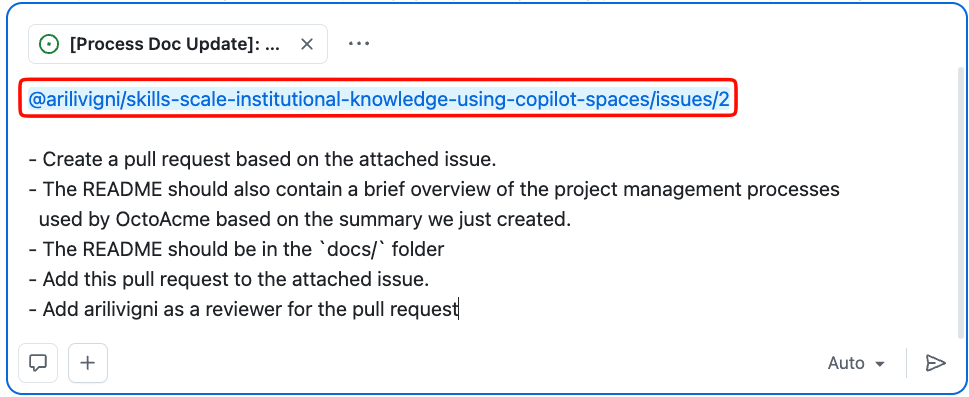 [Process Doc Update]: ...
@arilivigni/skills-scale-institutional-knowledge-using-copilot-spaces/issues/2
- Create a pull request based on the attached issue.
- The README should also contain a brief overview of the project management processes
used by OctoAcme based on the summary we just created.
- The README should be in the `docs/` folder
- Add this pull request to the attached issue.
- Add arilivigni as a reviewer for the pull request
Auto